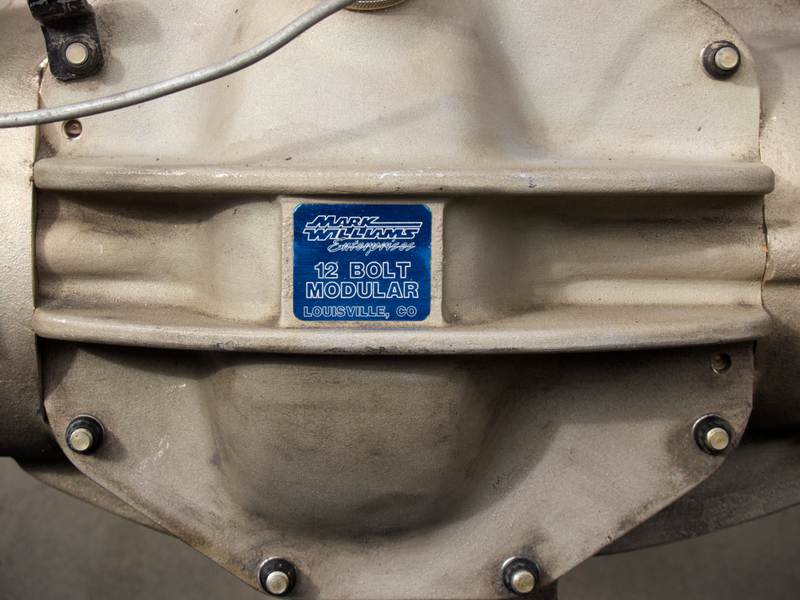 MARK
WILLIAMS
Enterprises
12 BOLT
MODULAR
LOUISVILLE, CO